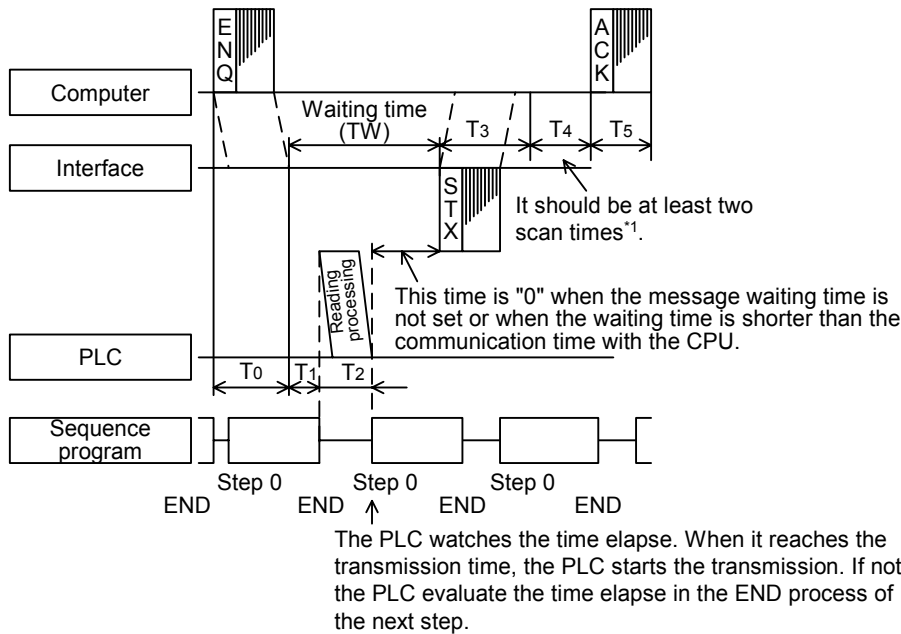 ENQ
ACK
Computer
Waiting time
(TW)
T3
T4
T5
Interface
STX
It should be at least two
scan times*1.
Reading
processing
This time is "0" when the message waiting time is
not set or when the waiting time is shorter than the
communication time with the CPU.
PLC
T0
T1
T2
Sequence
program
Step 0
Step 0
Step 0
END
END
END
END
The PLC watches the time elapse. When it reaches the
transmission time, the PLC starts the transmission. If not
the PLC evaluate the time elapse in the END process of
the next step.